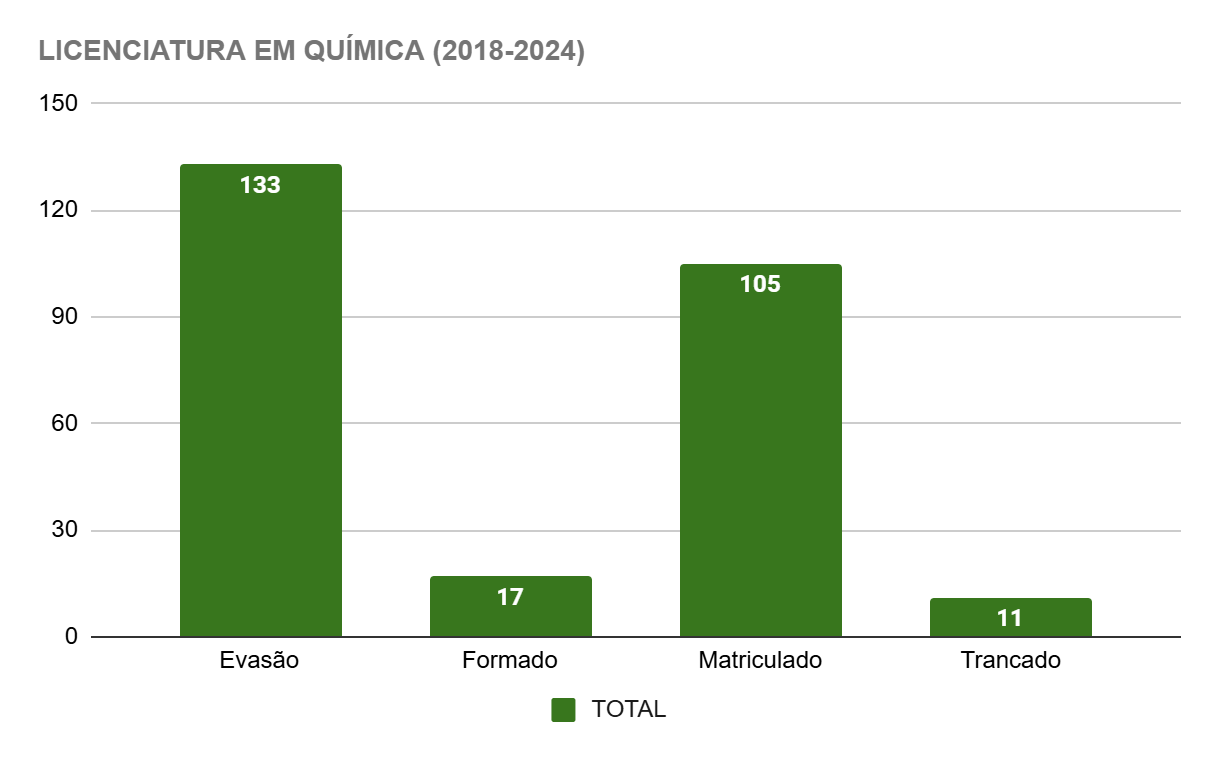 LICENCIATURA EM QUÍMICA (2018-2024)
150
120
90
60
30
0
133
17
105
11
Evasão
Formado
Matriculado
Trancado
TOTAL